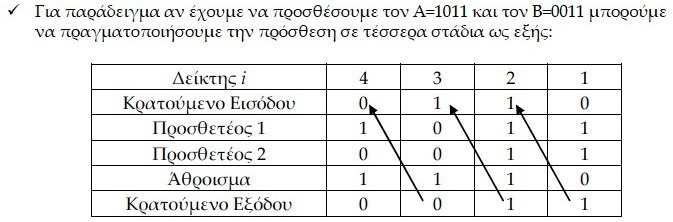 ✓ Για παράδειγμα αν έχουμε να προσθέσουμε τον Α=1011 και τον Β=0011 μπορούμε
να πραγματοποιήσουμε την πρόσθεση σε τέσσερα στάδια ως εξής:
Δείκτης i 4 3 2 1
Κρατούμενο Εισόδου 0 1 1 0
Προσθετέος 1 1 0 1 1
Προσθετέος 2 0 0 1 1
Άθροισμα 1 1 1 0
Κρατούμενο Εξόδου 0 0 1 1